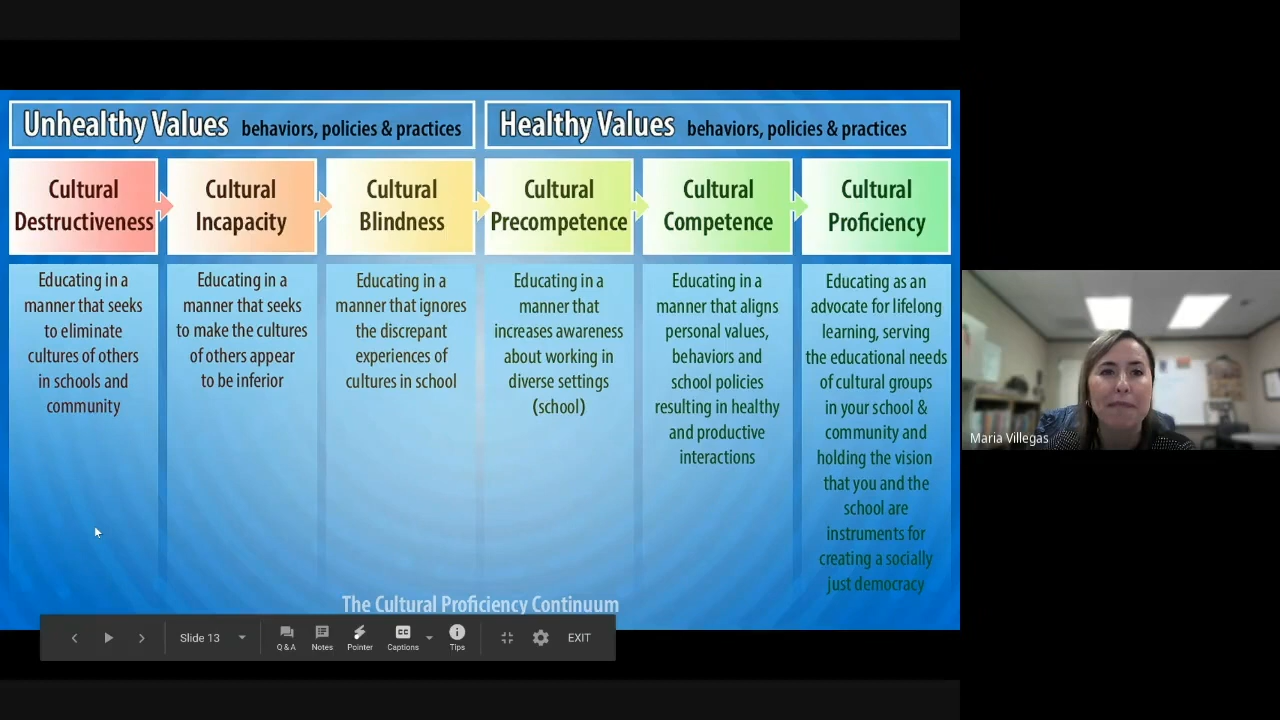 Unhealthy Values behaviors, policies & practices
Healthy Values behaviors, policies & practices
Cultural
Destructiveness
Cultural
Incapacity
Cultural
Blindness
Cultural
Precompetence
Cultural
Competence
Cultural
Proficiency
Educating in a
manner that seeks
to eliminate
cultures of others
in schools and
community
Educating in a
manner that seeks
to make the cultures
of others appear
to be inferior
Educating in a
manner that ignores
the discrepant
experiences of
cultures in school
Educating in a
manner that
increases awareness
about working in
diverse settings
(school)
Educating in a
manner that aligns
personal values,
behaviors and
school policies
resulting in healthy
and productive
interactions
Educating as an
advocate for lifelong
learning, serving
the educational needs
of cultural groups
in your school &
community and
holding the vision
that you and the
school are
instruments for
creating a socially
just democracy
The Cultural Proficiency Continuum
Slide 13
Q & A
Notes
Pointer
CC
Captions
Tips
EXIT
Maria Villegas